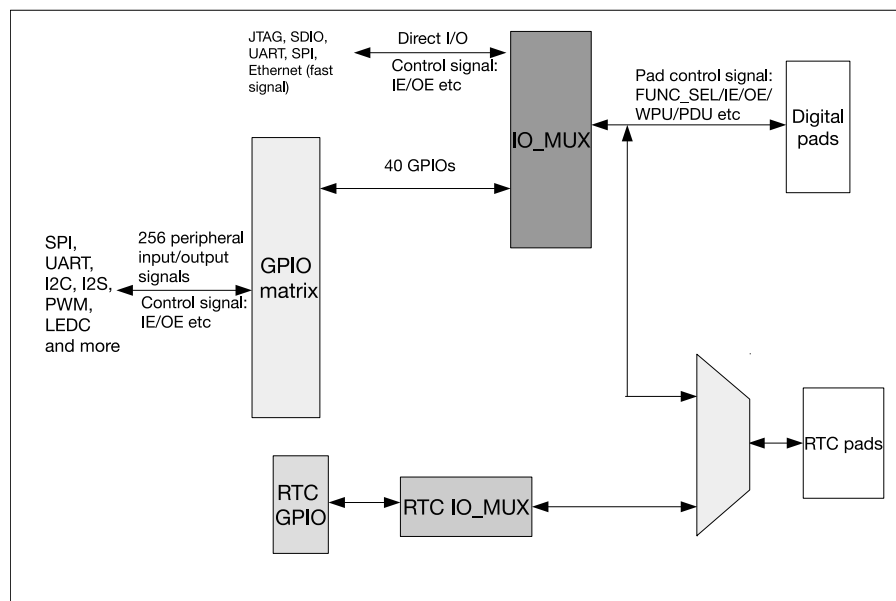 JTAG, SDIO,
UART, SPI,
Ethernet (fast
signal)
Direct I/O
Control signal:
IE/OE etc
IO_MUX
Pad control signal:
FUNC_SEL/IE/OE/
WPU/PDU etc
Digital
pads
40 GPIOs
SPI,
UART,
I2C, I2S,
PWM,
LEDC
and more
256 peripheral
input/output
signals
Control signal:
IE/OE etc
GPIO
matrix
RTC
GPIO
RTC IO_MUX
RTC pads